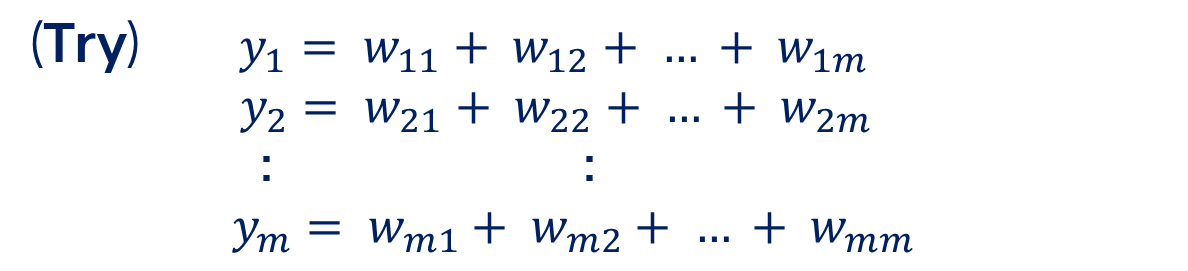 (Try) y₁ = w₁₁ + w₁₂ + ... + w₁ₘ
y₂ = w₂₁ + w₂₂ + ... + w₂ₘ
: :
yₘ = wₘ₁ + wₘ₂ + ... + wₘₘ